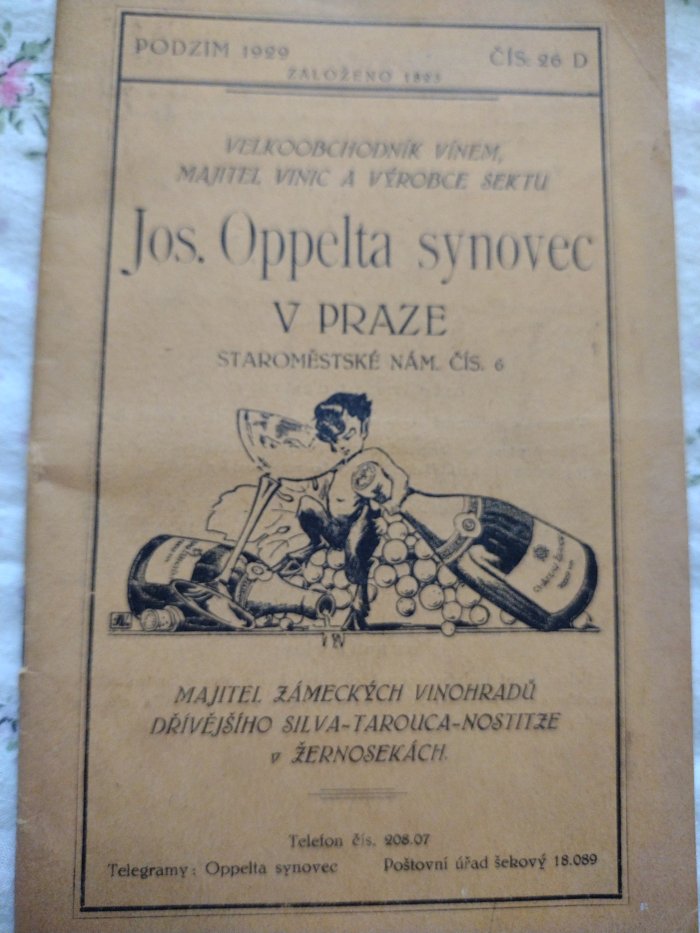 PODZIM 1929
ČÍS: 26 D
ZALOŽENO 1825
VELKOOBCHODNÍK VÍNEM,
MAJITEL VINIC A VÝROBCE SEKTU
Jos. Oppelta synovec
V PRAZE
STAROMĚSTSKÉ NÁM. ČÍS. 6
MAJITEL ZÁMECKÝCH VINOHRADŮ
DŘÍVĚJŠÍHO SILVA-TAROUCA-NOSTITZE
v ŽERNOSEKÁCH.
Telefon čís. 208.07
Telegramy: Oppelta synovec
Poštovní úřad šekový 18.089